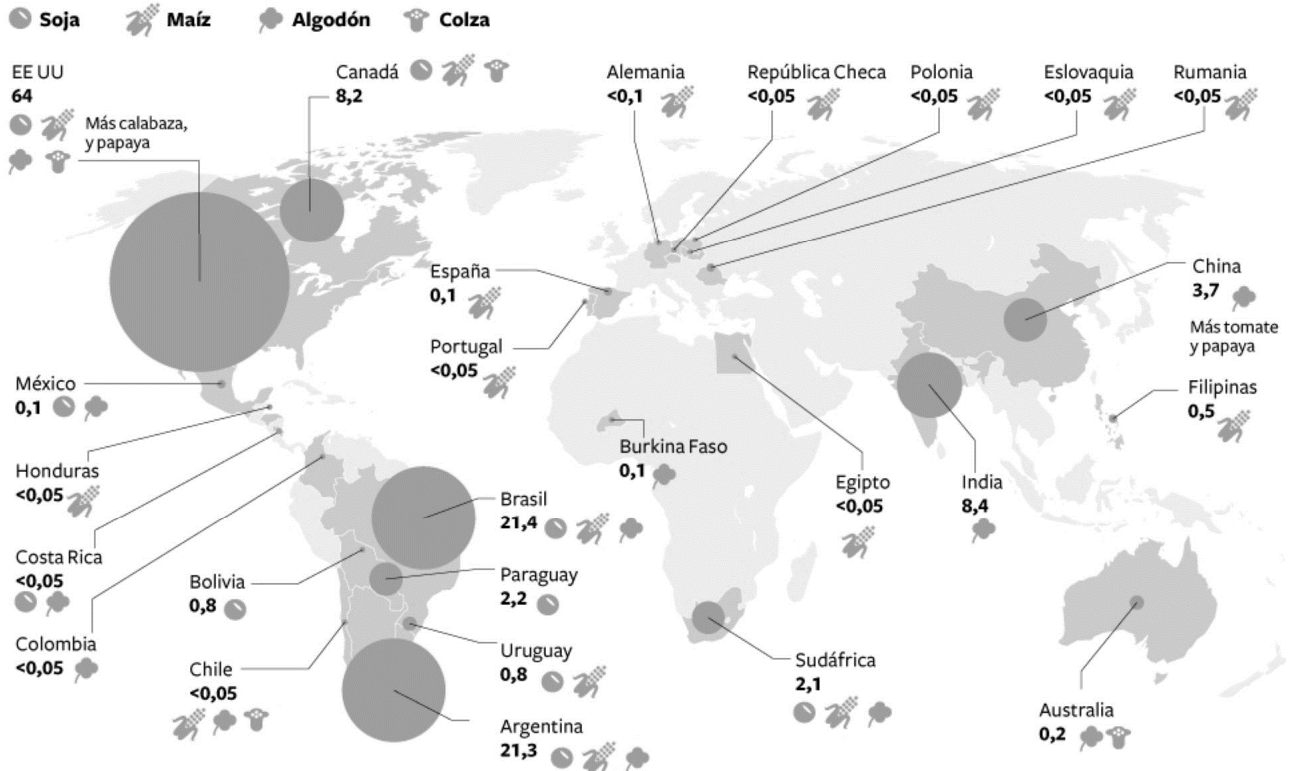 Soja
Maíz
Algodón
Colza
EE UU
64
Más calabaza,
y papaya
Canadá
8,2
Alemania
<0,1
República Checa
<0,05
Polonia
<0,05
Eslovaquia
<0,05
Rumania
<0,05
España
0,1
Portugal
<0,05
China
3,7
Más tomate
y papaya
Filipinas
0,5
México
0,1
Honduras
<0,05
Costa Rica
<0,05
Colombia
<0,05
Burkina Faso
0,1
Egipto
<0,05
India
8,4
Brasil
21,4
Bolivia
0,8
Paraguay
2,2
Uruguay
0,8
Chile
<0,05
Argentina
21,3
Sudáfrica
2,1
Australia
0,2